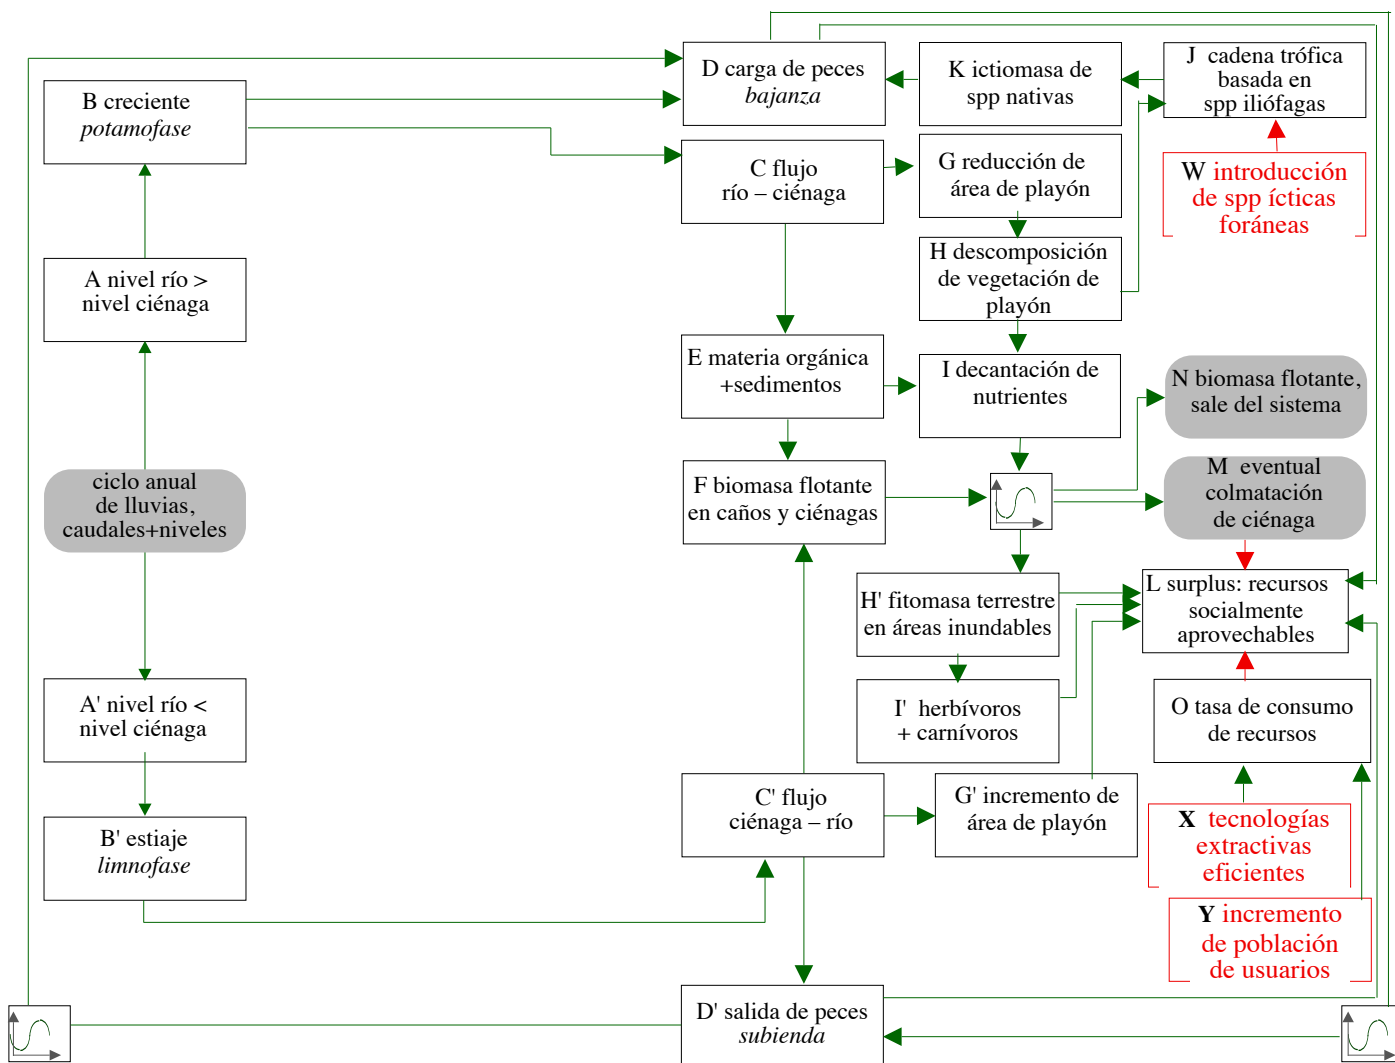 D carga de peces
bajanza
K ictiomasa de
spp nativas
J cadena trófica
basada en
spp iliófagas
B creciente
potamofase
C flujo
río – ciénaga
G reducción de
área de playón
W introducción
de spp ícticas
foráneas
A nivel río >
nivel ciénaga
H descomposición
de vegetación de
playón
E materia orgánica
+sedimentos
I decantación de
nutrientes
N biomasa flotante,
sale del sistema
ciclo anual
de lluvias,
caudales+niveles
F biomasa flotante
en caños y ciénagas
M eventual
colmatación
de ciénaga
H' fitomasa terrestre
en áreas inundables
L surplus: recursos
socialmente
aprovechables
A' nivel río <
nivel ciénaga
I' herbívoros
+ carnívoros
O tasa de consumo
de recursos
B' estiaje
limnofase
C' flujo
ciénaga – río
G' incremento de
área de playón
X tecnologías
extractivas
eficientes
Y incremento
de población
de usuarios
D' salida de peces
subienda